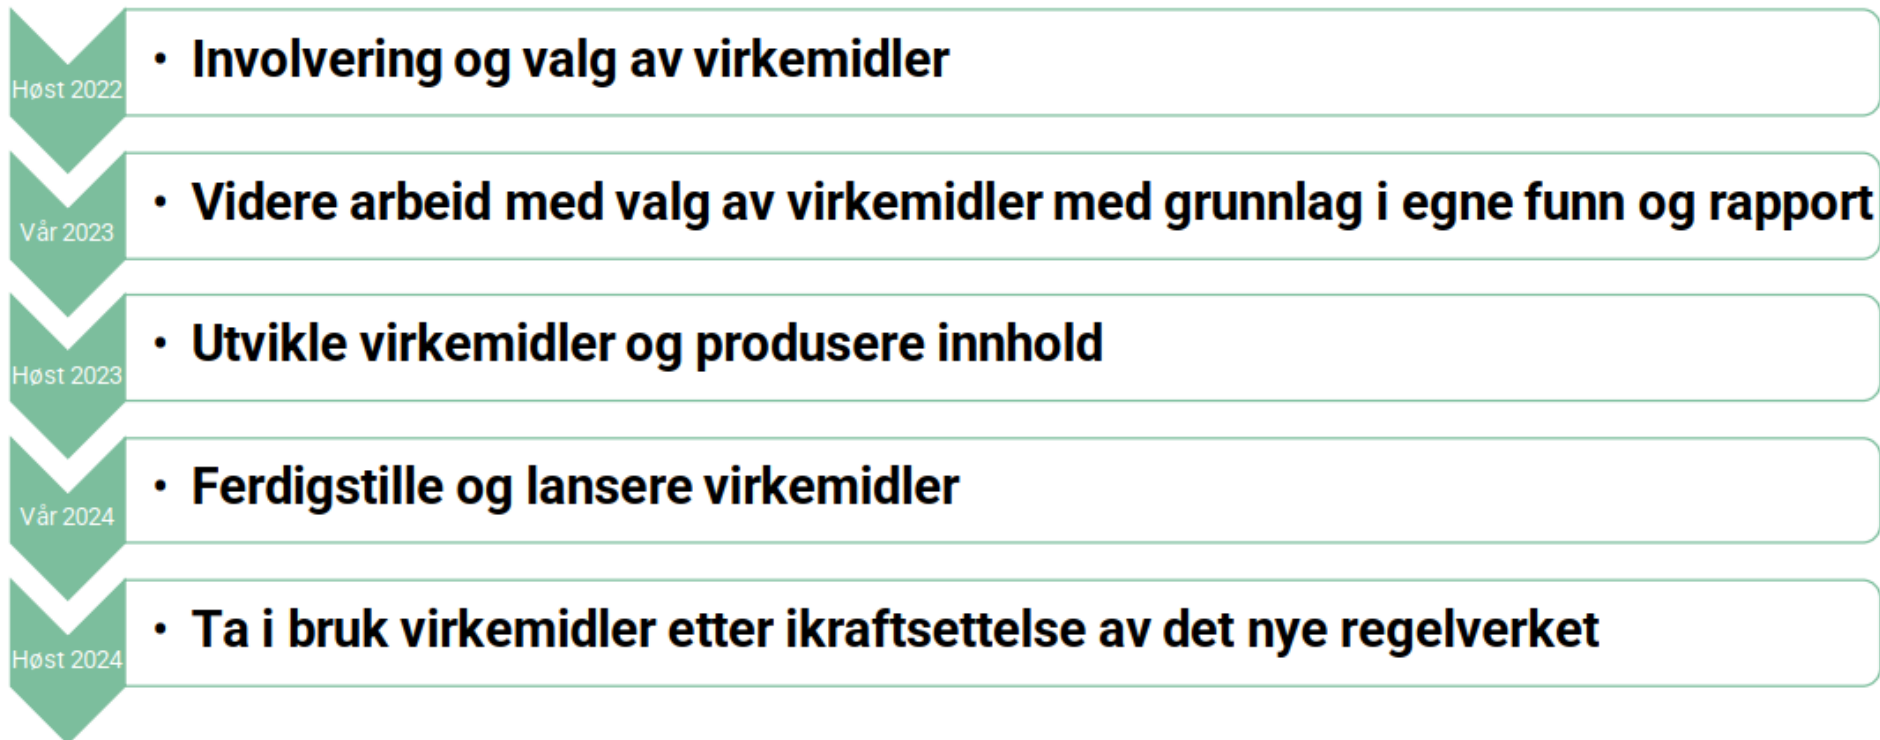 Høst 2022
• Involvering og valg av virkemidler
Vår 2023
• Videre arbeid med valg av virkemidler med grunnlag i egne funn og rapport
Høst 2023
• Utvikle virkemidler og produsere innhold
Vår 2024
• Ferdigstille og lansere virkemidler
Høst 2024
• Ta i bruk virkemidler etter ikraftsettelse av det nye regelverket